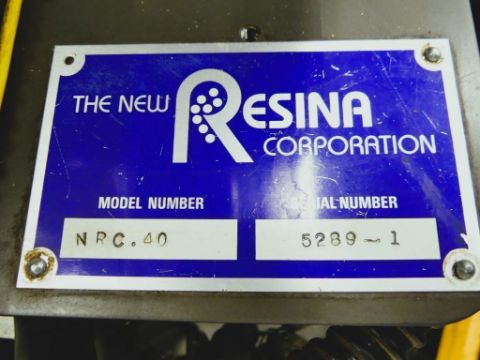 THE NEW RESINA
CORPORATION
MODEL NUMBER SERIAL NUMBER
NRC.40 5289-1